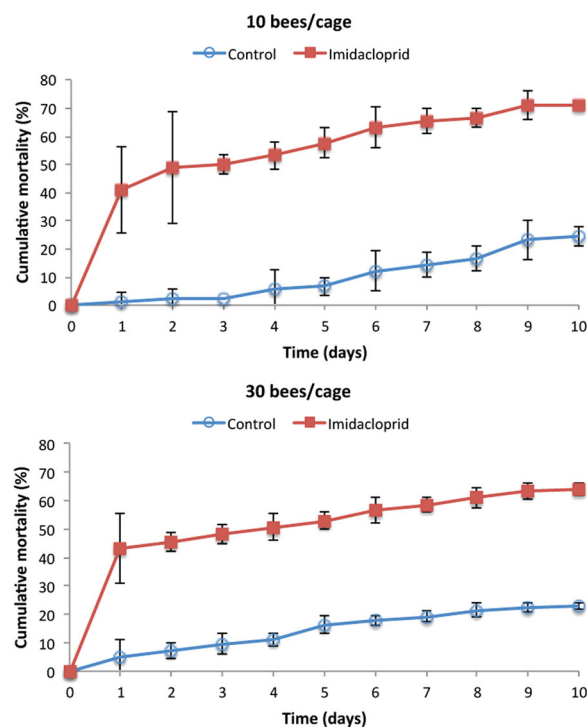 10 bees/cage
Control Imidacloprid
80
70
60
50
40
30
20
10
0
0 1 2 3 4 5 6 7 8 9 10
Cumulative mortality (%)
Time (days)
30 bees/cage
Control Imidacloprid
80
70
60
50
40
30
20
10
0
0 1 2 3 4 5 6 7 8 9 10
Cumulative mortality (%)
Time (days)